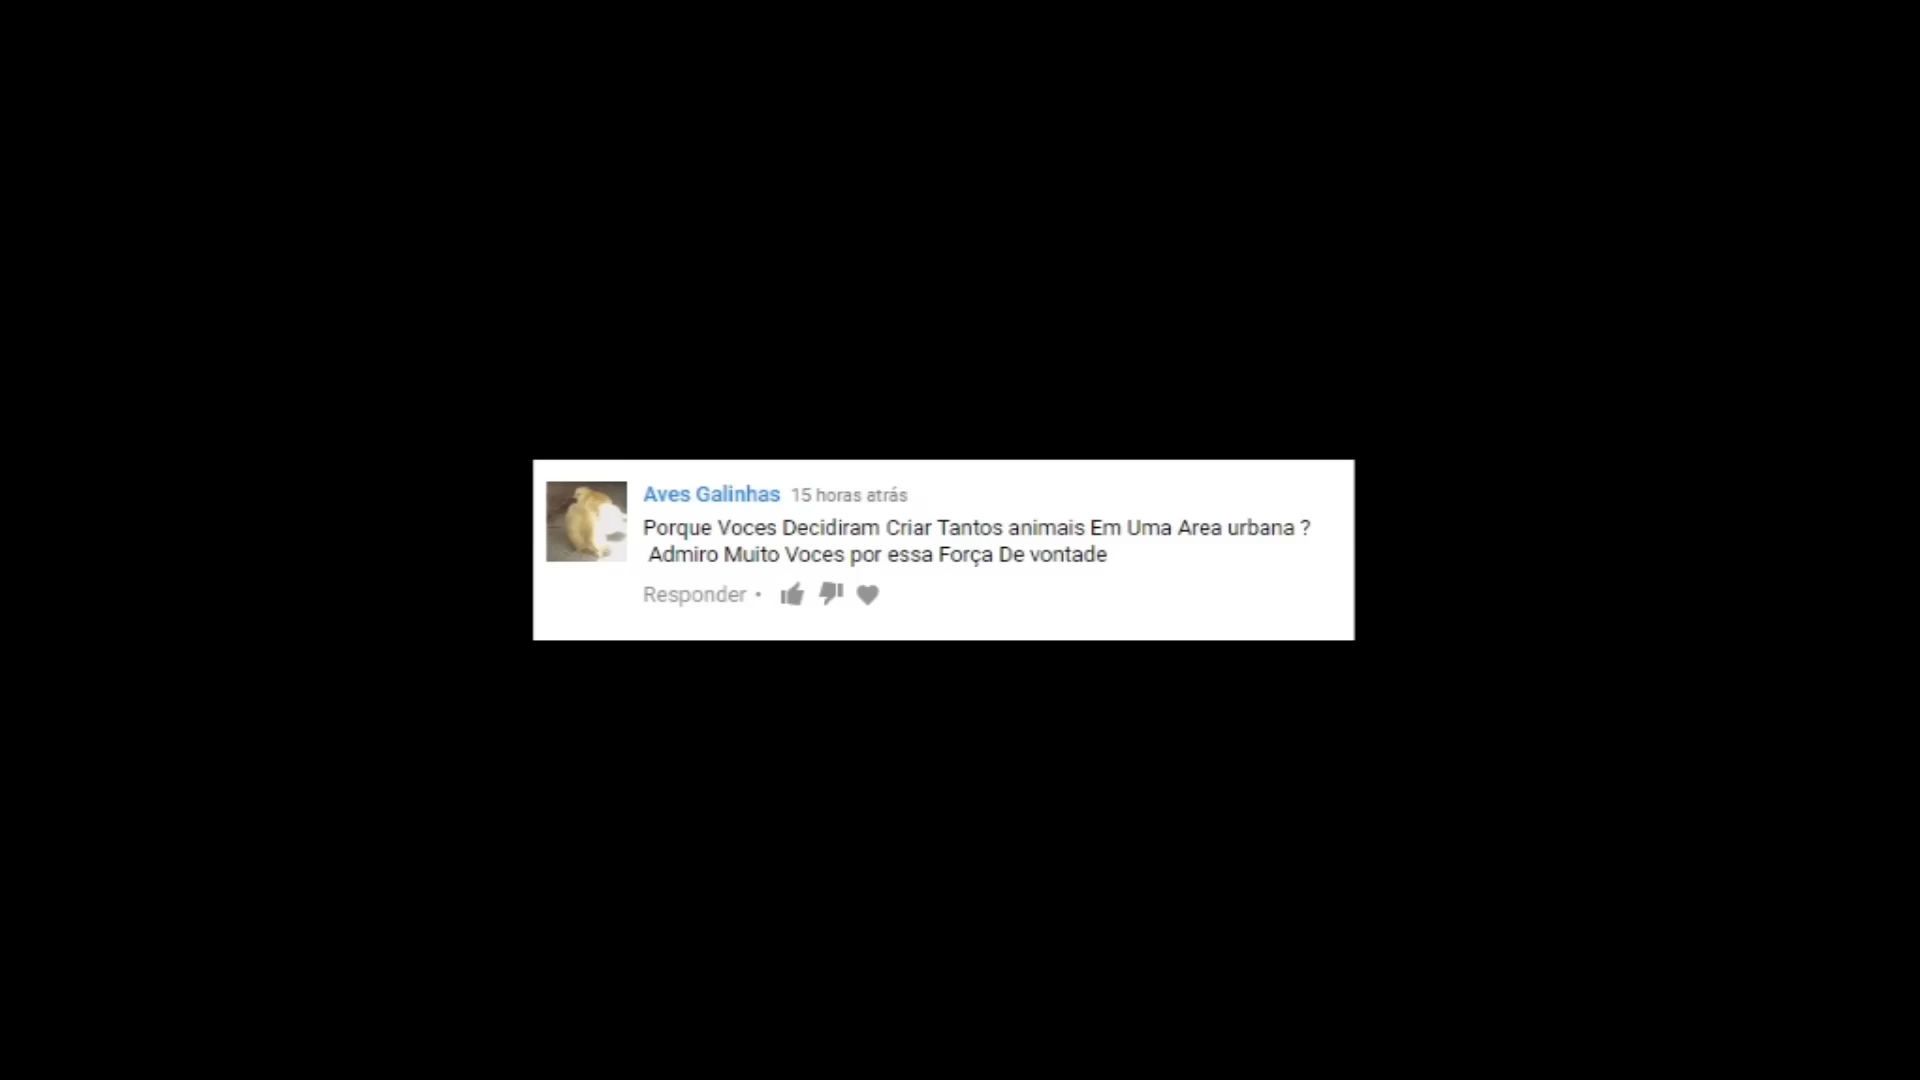 Aves Galinhas 15 horas atrás
Porque Voces Decidiram Criar Tantos animais Em Uma Area urbana ?
Admiro Muito Voces por essa Força De vontade
Responder •